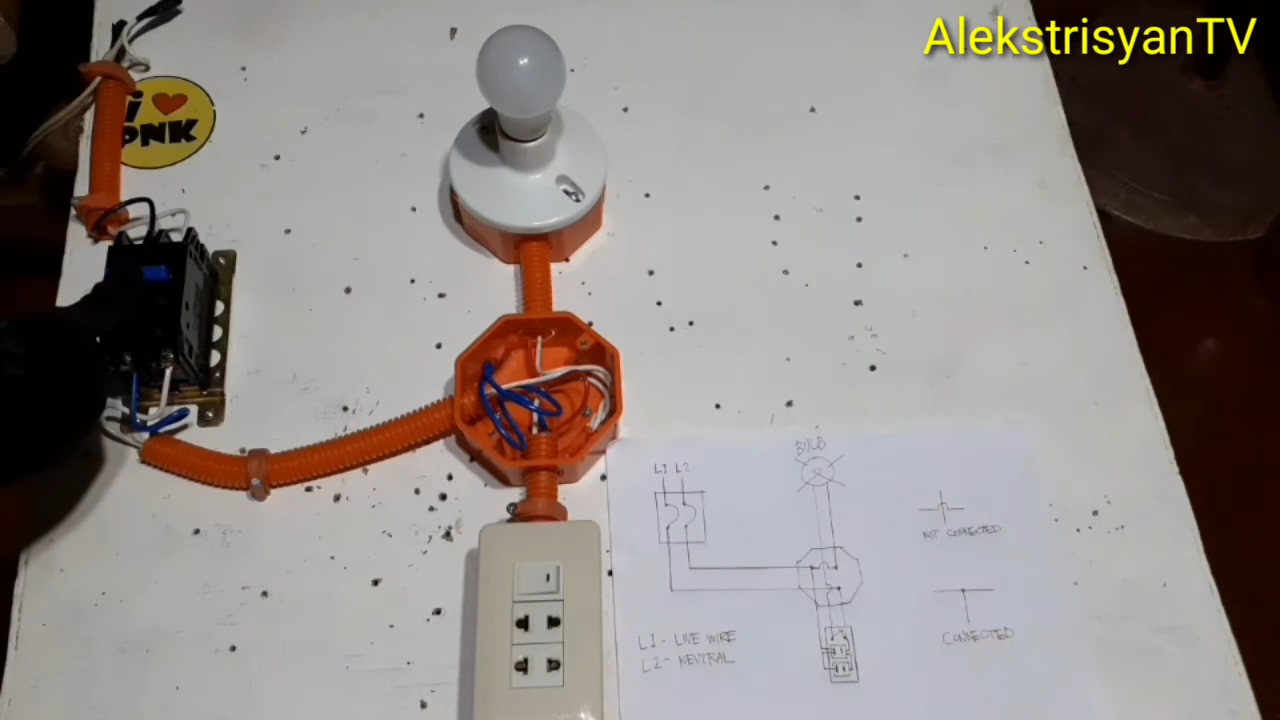 AlekstrisyanTV
i
PNK
BULB
L1 L2
NOT CONNECTED
CONNECTED
L1 - LIVE WIRE
L2 - NEUTRAL